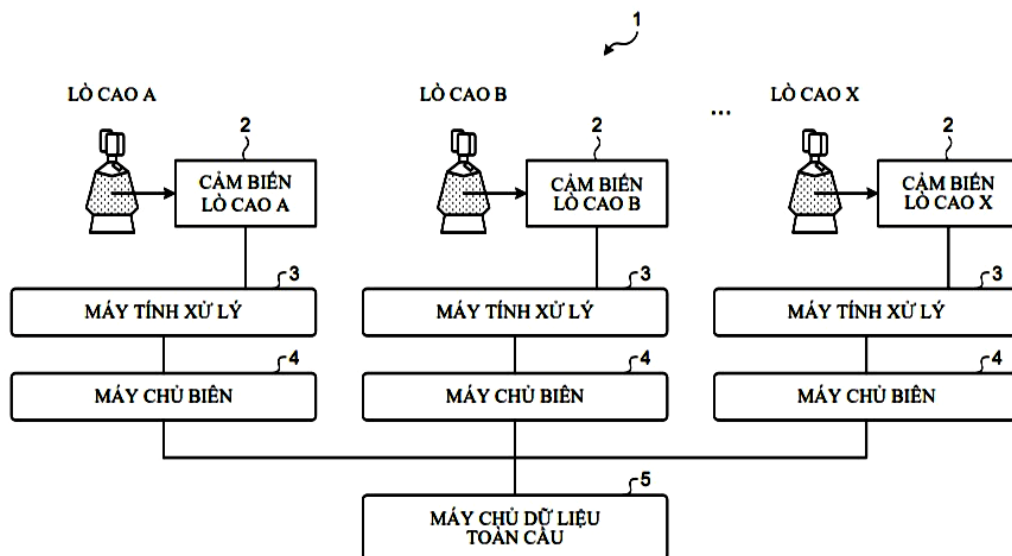 1
LÒ CAO A
LÒ CAO B
...
LÒ CAO X
2
2
2
CẢM BIẾN
LÒ CAO A
CẢM BIẾN
LÒ CAO B
CẢM BIẾN
LÒ CAO X
3
3
3
MÁY TÍNH XỬ LÝ
MÁY TÍNH XỬ LÝ
MÁY TÍNH XỬ LÝ
4
4
4
MÁY CHỦ BIÊN
MÁY CHỦ BIÊN
MÁY CHỦ BIÊN
5
MÁY CHỦ DỮ LIỆU
TOÀN CẦU